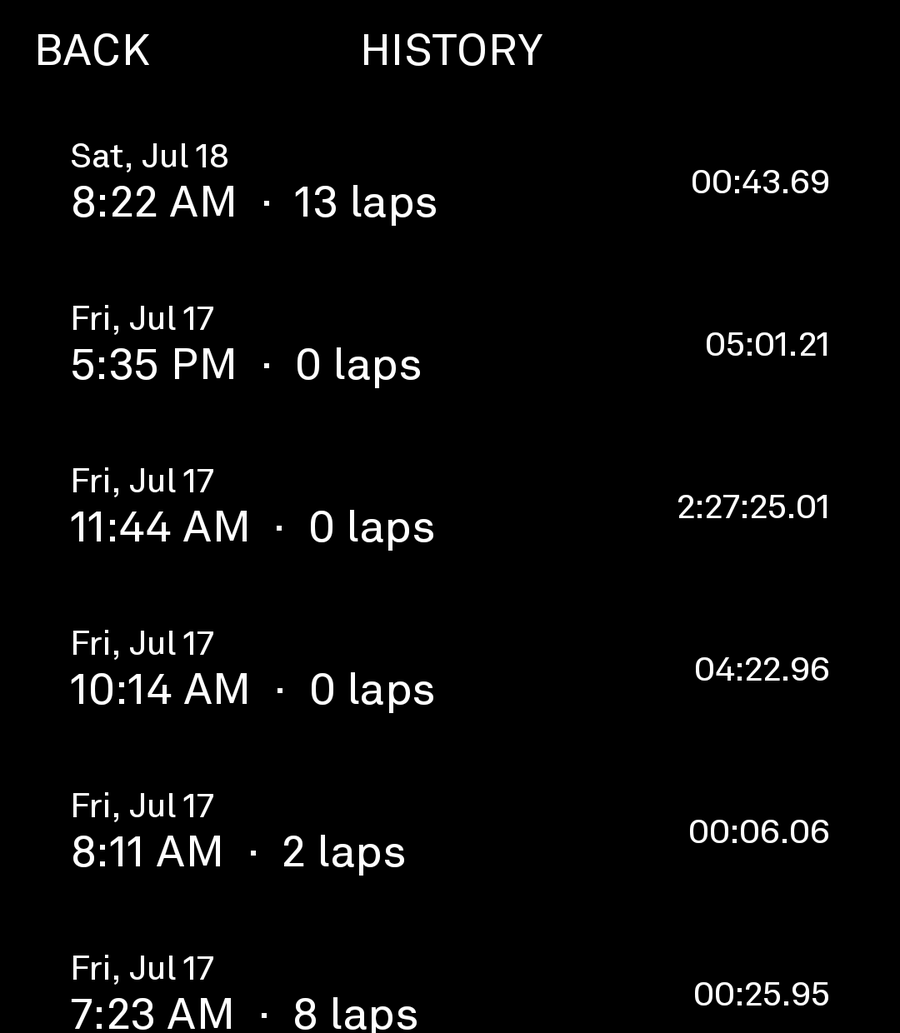 BACK HISTORY
Sat, Jul 18
8:22 AM · 13 laps
00:43.69
Fri, Jul 17
5:35 PM · 0 laps
05:01.21
Fri, Jul 17
11:44 AM · 0 laps
2:27:25.01
Fri, Jul 17
10:14 AM · 0 laps
04:22.96
Fri, Jul 17
8:11 AM · 2 laps
00:06.06
Fri, Jul 17
7:23 AM · 8 laps
00:25.95